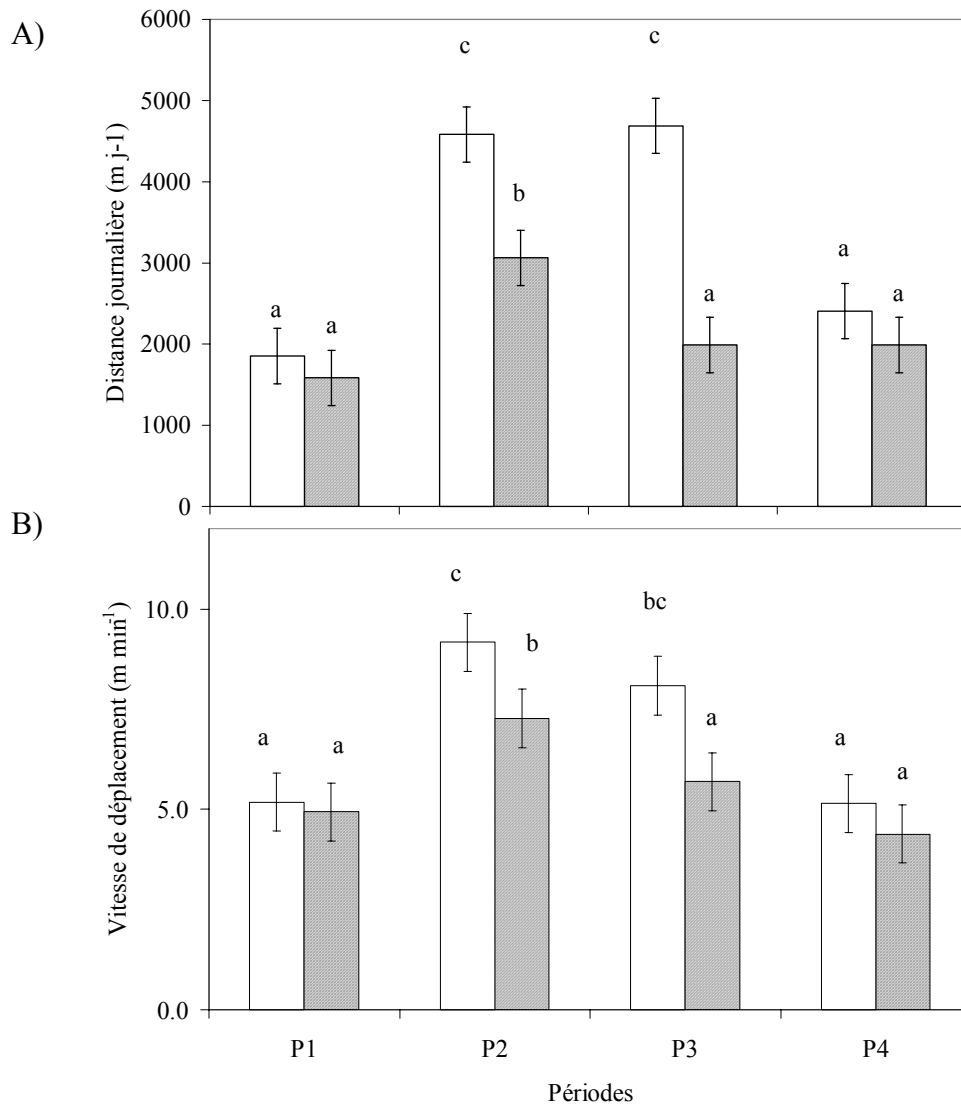 A)
Distance journalière (m j-1)
6000
5000
4000
3000
2000
1000
0
a
a
c
b
c
a
a
a
B)
Vitesse de déplacement (m min-1)
10.0
5.0
0.0
a
a
c
b
bc
a
a
a
P1 P2 P3 P4
Périodes